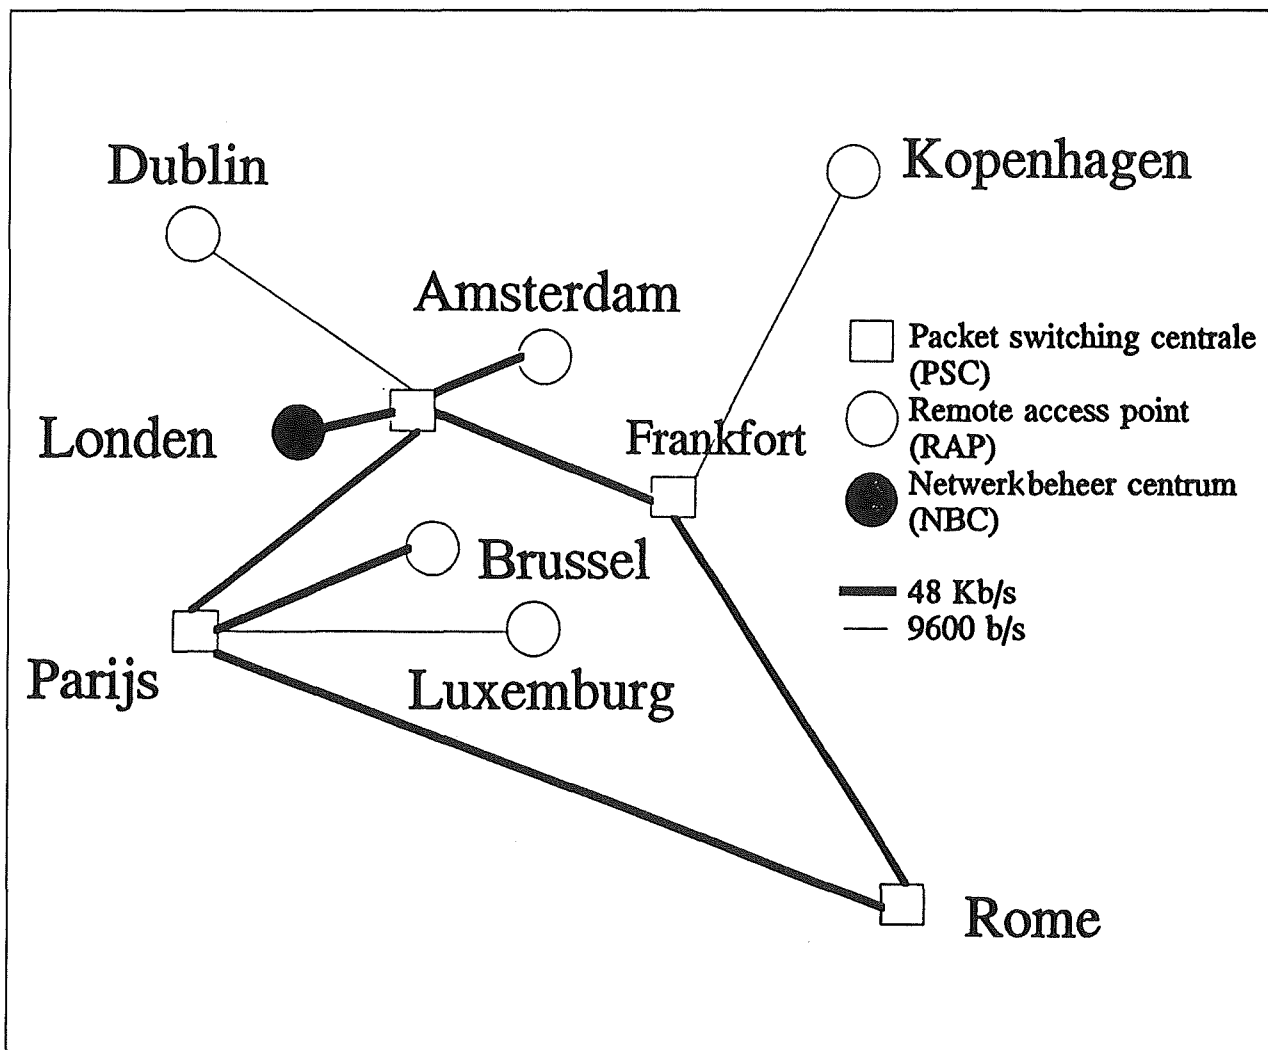 Dublin
Kopenhagen
Amsterdam
Packet switching centrale
(PSC)
Remote access point
(RAP)
Londen
Frankfort
Netwerkbeheer centrum
(NBC)
Brussel
48 Kb/s
9600 b/s
Parijs
Luxemburg
Rome